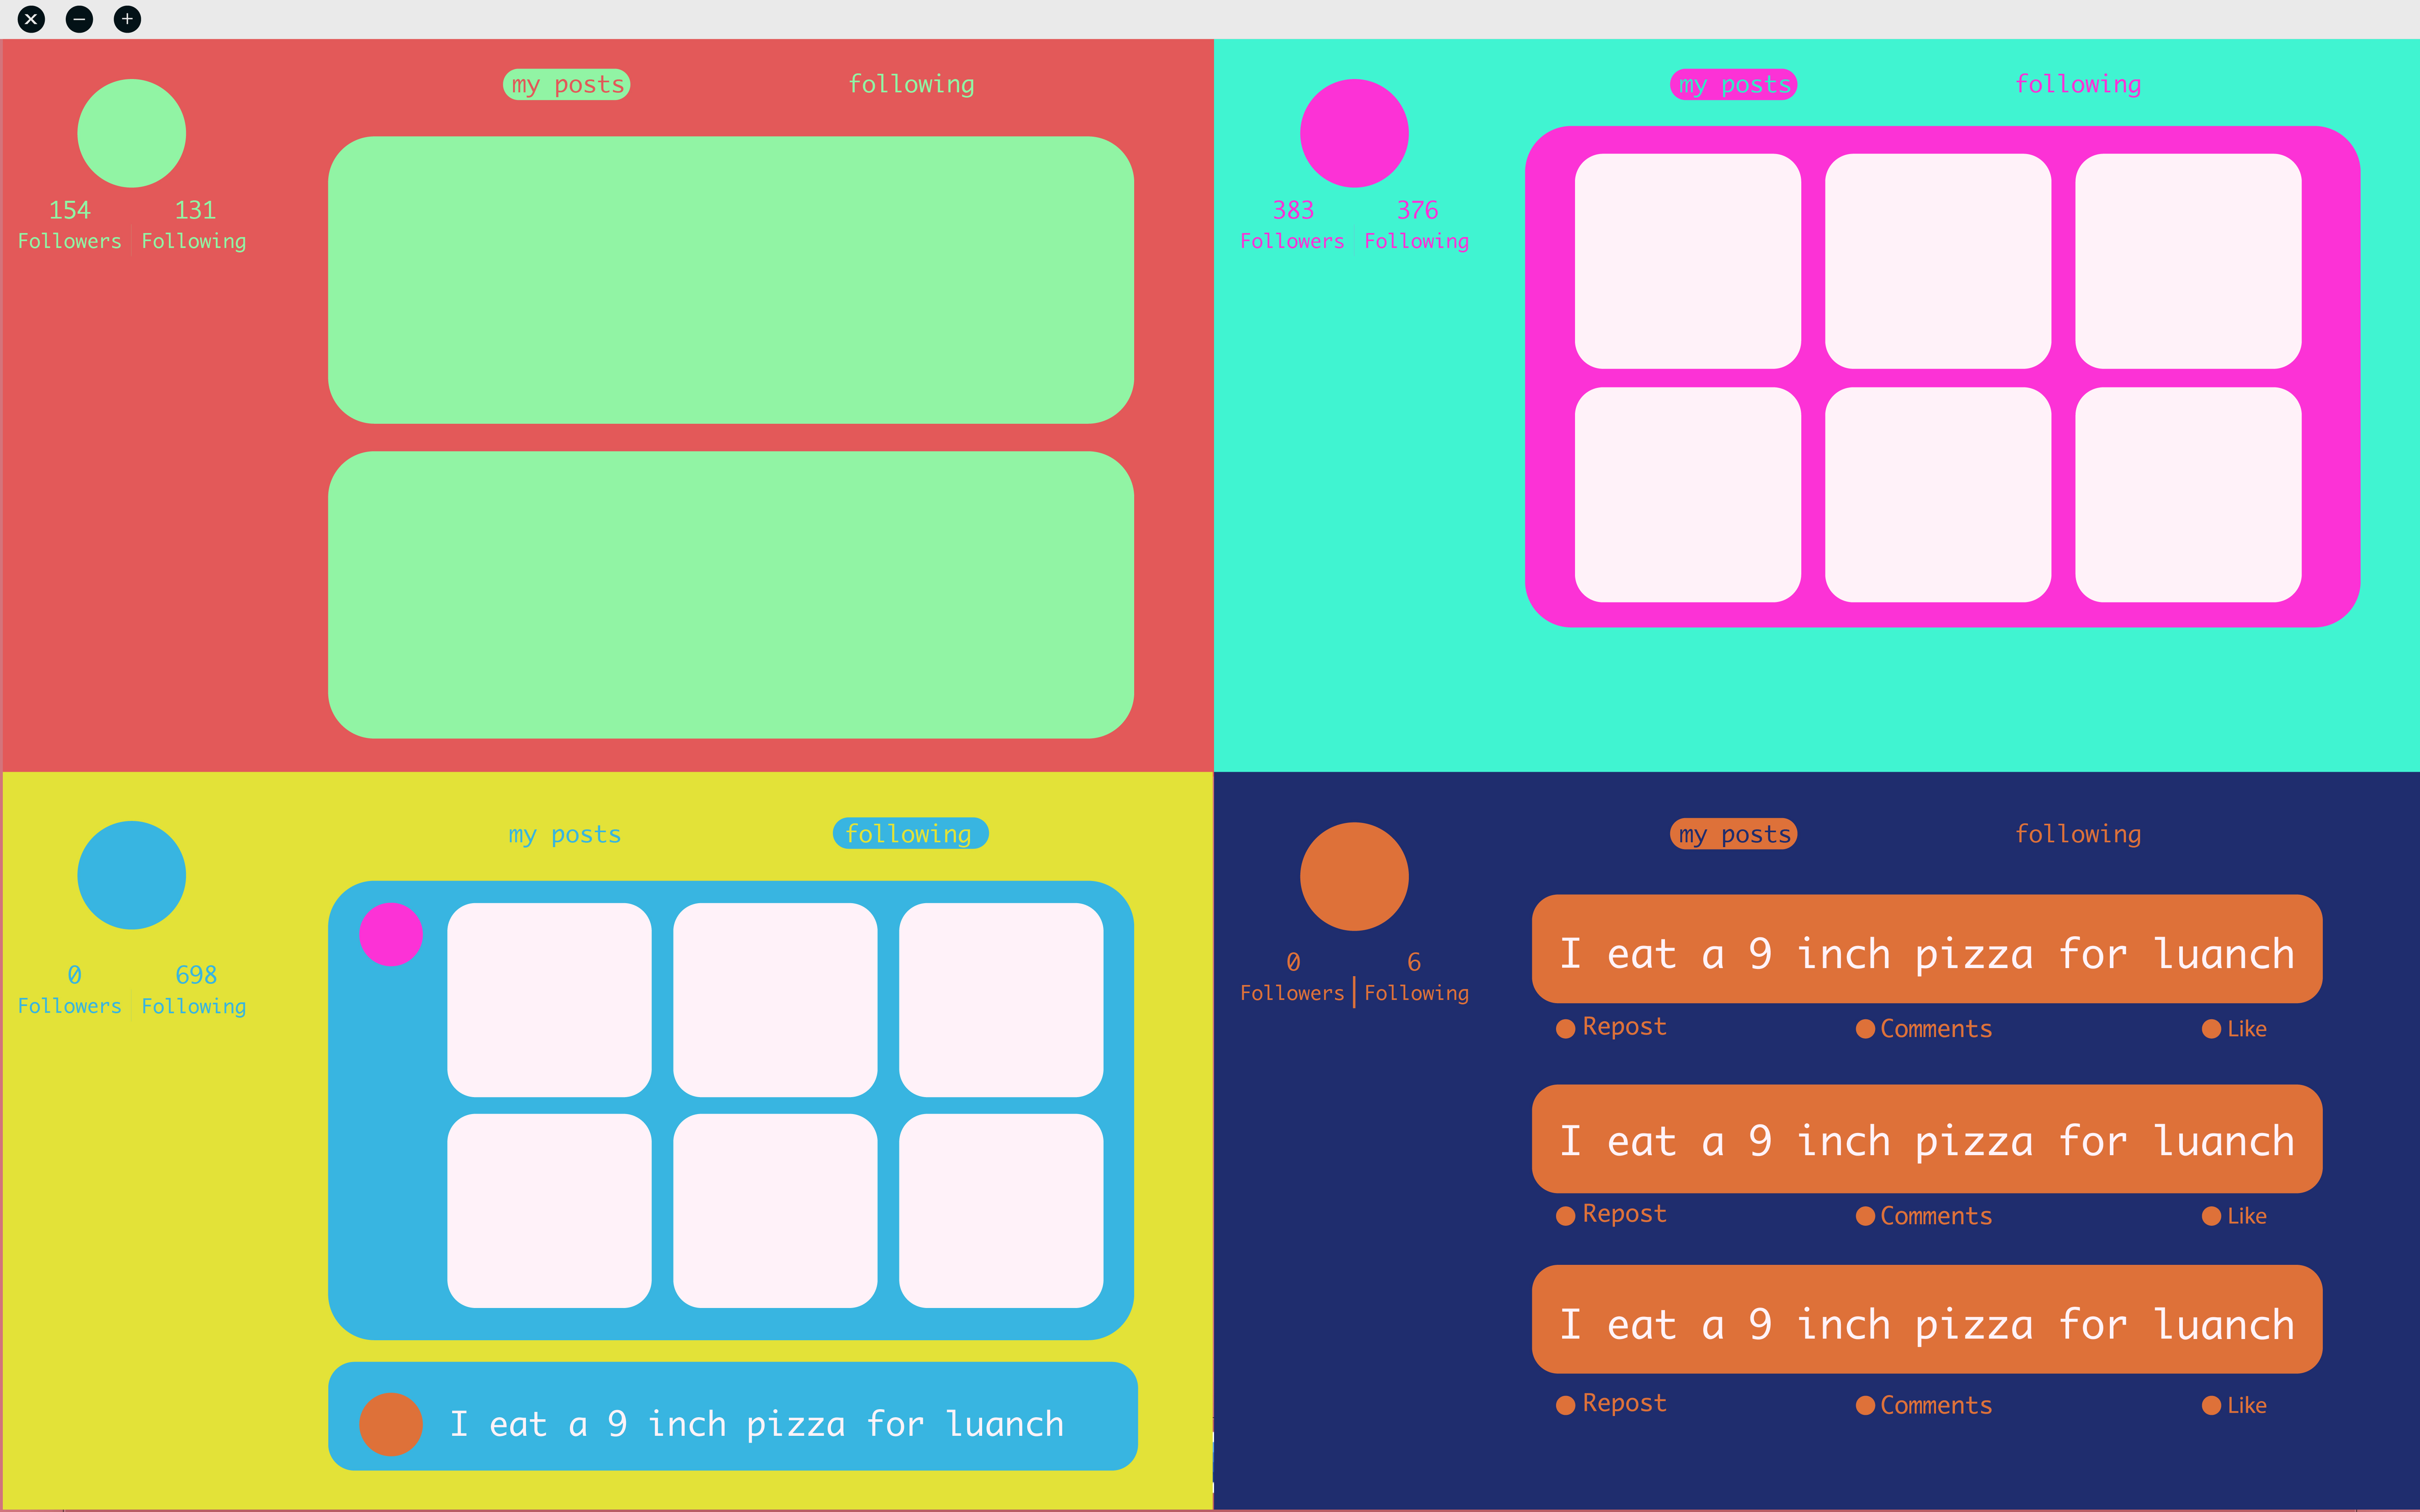 my posts following
154 131
Followers Following
my posts following
383 376
Followers Following
my posts following
0 698
Followers Following
I eat a 9 inch pizza for luanch
my posts following
0 6
Followers Following
I eat a 9 inch pizza for luanch
Repost Comments Like
I eat a 9 inch pizza for luanch
Repost Comments Like
I eat a 9 inch pizza for luanch
Repost Comments Like